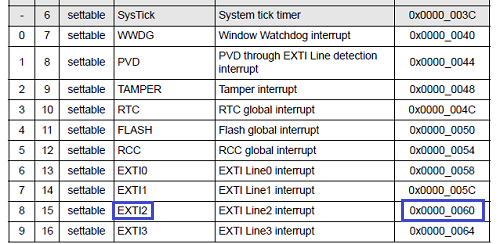 - 6 settable SysTick System tick timer 0x0000_003C
0 7 settable WWDG Window Watchdog interrupt 0x0000_0040
1 8 settable PVD PVD through EXTI Line detection
interrupt 0x0000_0044
2 9 settable TAMPER Tamper interrupt 0x0000_0048
3 10 settable RTC RTC global interrupt 0x0000_004C
4 11 settable FLASH Flash global interrupt 0x0000_0050
5 12 settable RCC RCC global interrupt 0x0000_0054
6 13 settable EXTI0 EXTI Line0 interrupt 0x0000_0058
7 14 settable EXTI1 EXTI Line1 interrupt 0x0000_005C
8 15 settable EXTI2 EXTI Line2 interrupt 0x0000_0060
9 16 settable EXTI3 EXTI Line3 interrupt 0x0000_0064